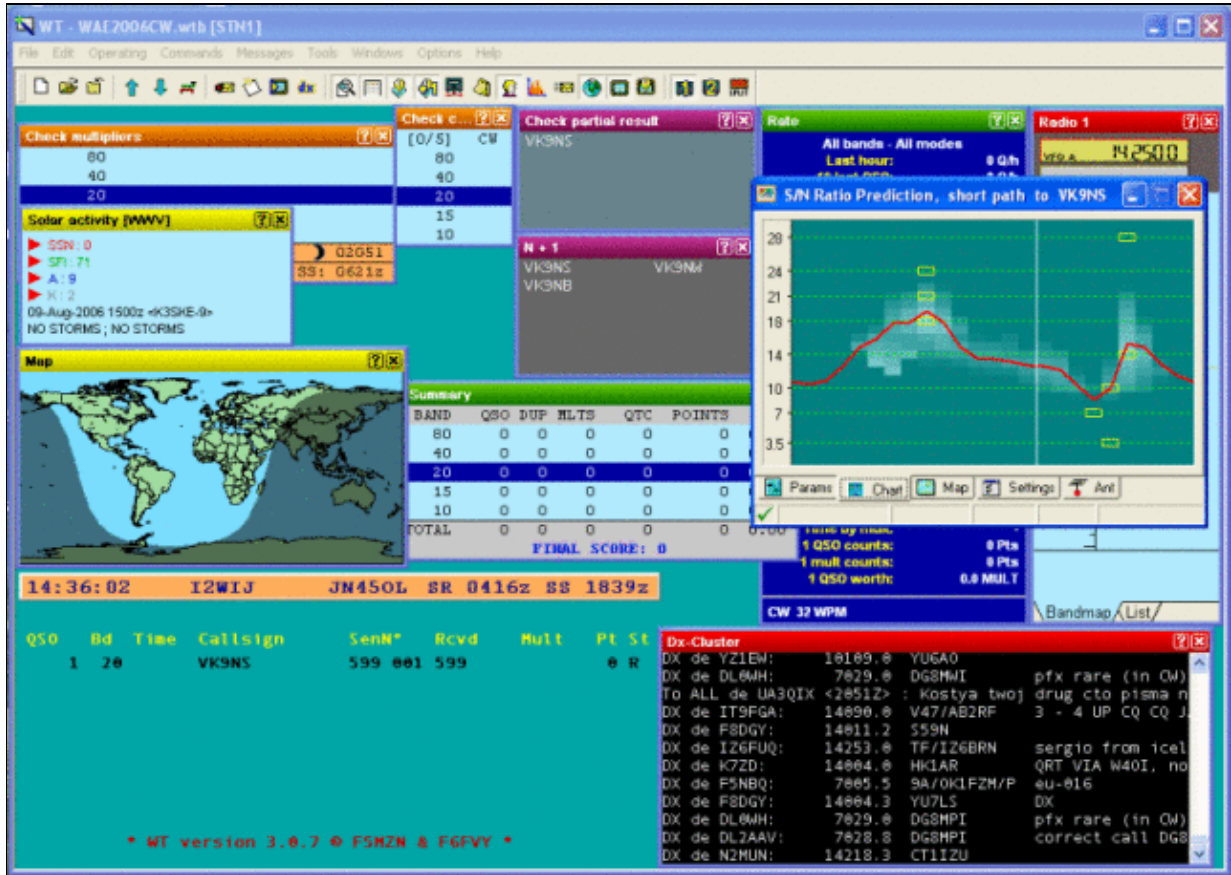 WT - WAE2006CW.wtb [STN1]
File Edit Operating Commands Messages Tools Windows Options Help
Check multipliers
80
40
20
02051
SS: 0621z
Check c...
[0/5] CW
80
40
20
15
10
Check partial result
VK9NS
Rate
All bands - All modes
Last hour: 0 Q/h
Radio 1
VFO A 14250.0
Solar activity [WWV]
SSN: 0
SFI: 71
A: 9
K: 2
09-Aug-2006 1500z <K3SKE-9>
NO STORMS ; NO STORMS
N + 1
VK9NS VK9NW
VK9NB
S/N Ratio Prediction, short path to VK9NS
28
24
21
18
14
10
7
3.5
Params Chart Map Settings Ant
Map
Summary
BAND QSO DUP MLTS QTC POINTS
80 0 0 0 0 0
40 0 0 0 0 0
20 0 0 0 0 0
15 0 0 0 0 0
10 0 0 0 0 0
TOTAL 0 0 0 0 0 0.00
FINAL SCORE: 0
1 QSO counts: 0 Pts
1 mult counts: 0 Pts
1 QSO worth: 0.0 MULT
CW 32 WPM
Bandmap List
14:36:02 I2WIJ JN45OL SR 0416z SS 1839z
QSO Bd Time Callsign SenN° Rcvd Mult Pt St
1 20 VK9NS 599 001 599 0 R
* WT version 3.0.7 © F5MZN & F6FVY *
Dx-Cluster
DX de YZ1EW: 10109.0 YU6AO
DX de DL0WH: 7029.0 DG8MWI pfx rare (in CW)
To ALL de UA3QIX <2051Z> : Kostya twoj drug cto pisma n
DX de IT9FGA: 14090.0 V47/AB2RF 3 - 4 UP CQ CQ J.
DX de F8DGY: 14011.2 S59N
DX de IZ6FUQ: 14253.0 TF/IZ6BRN sergio from icel
DX de K7ZD: 14004.0 HK1AR QRT VIA W4OI, no
DX de F5NBQ: 7005.5 9A/OK1FZM/P eu-016
DX de F8DGY: 14004.3 YU7LS DX
DX de DL0WH: 7029.0 DG8MPI pfx rare (in CW)
DX de DL2AAV: 7028.8 DG8MPI correct call DG8
DX de N2MUN: 14218.3 CT1IZU